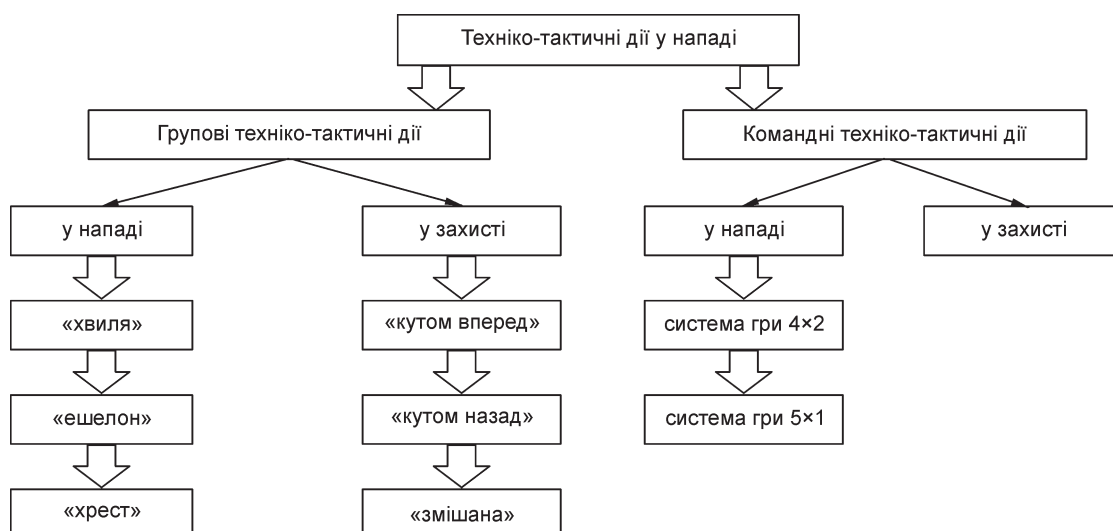 Техніко-тактичні дії у нападі
Групові техніко-тактичні дії
Командні техніко-тактичні дії
у нападі
у захисті
у нападі
у захисті
«хвиля»
«кутом вперед»
система гри 4×2
«ешелон»
«кутом назад»
система гри 5×1
«хрест»
«змішана»